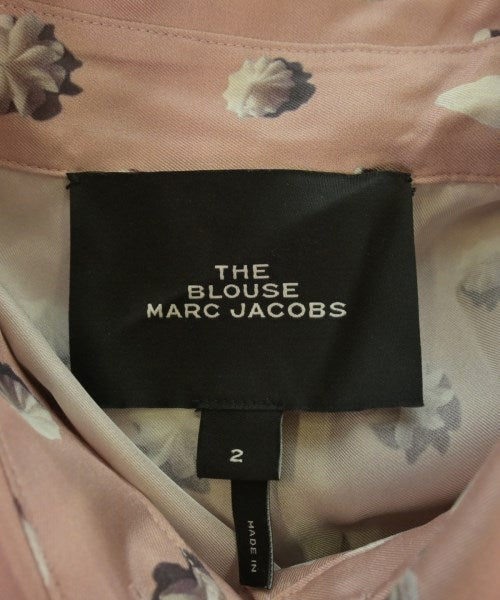 THE
BLOUSE
MARC JACOBS
2
MADE IN